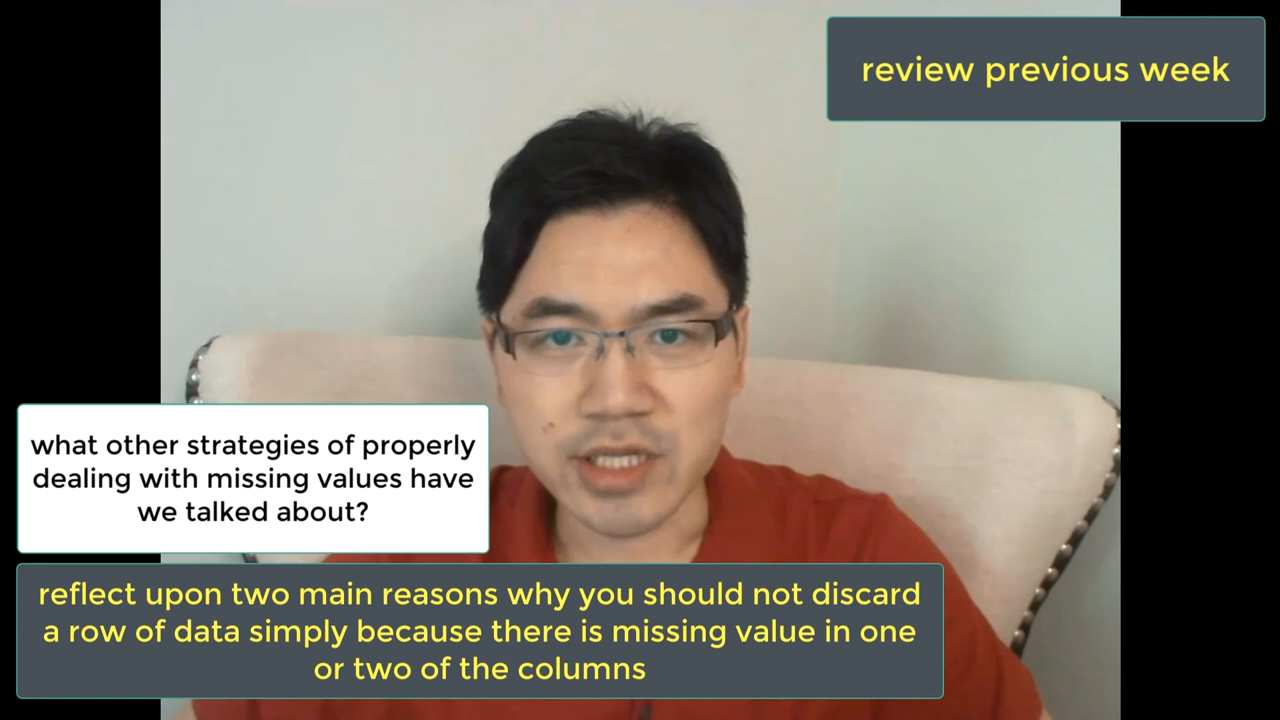 review previous week
what other strategies of properly
dealing with missing values have
we talked about?
reflect upon two main reasons why you should not discard
a row of data simply because there is missing value in one
or two of the columns